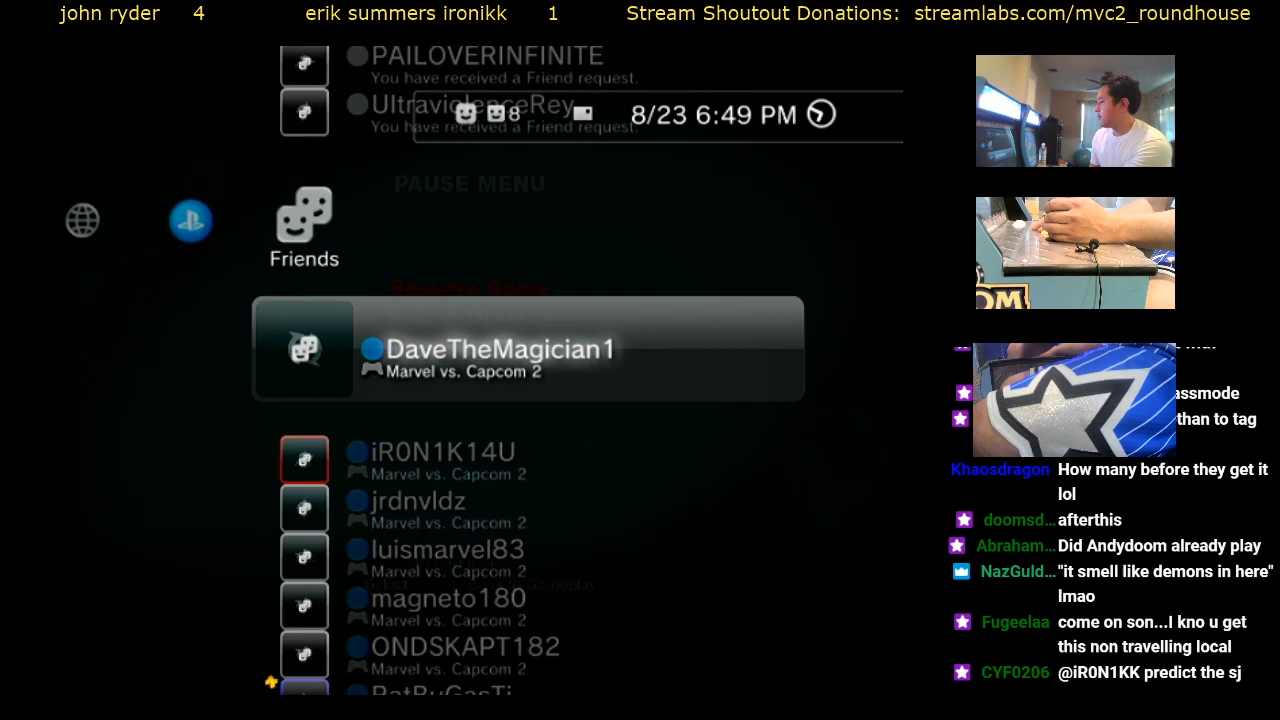 john ryder 4 erik summers ironikk 1 Stream Shoutout Donations: streamlabs.com/mvc2_roundhouse
PAILOVERINFINITE
You have received a Friend request.
UltraviolenceRey
You have received a Friend request.
8 8/23 6:49 PM
PAUSE MENU
Friends
Resume Game
DaveTheMagician1
Marvel vs. Capcom 2
iR0N1K14U
Marvel vs. Capcom 2
jrdnvldz
Marvel vs. Capcom 2
luismarvel83
Marvel vs. Capcom 2
magneto180
Marvel vs. Capcom 2
ONDSKAPT182
Marvel vs. Capcom 2
OM
assmode
than to tag
Khaosdragon How many before they get it
lol
doomsd... afterthis
Abraham... Did Andydoom already play
NazGuld... "it smell like demons in here"
lmao
Fugeelaa come on son...I kno u get
this non travelling local
CYF0206 @iR0N1KK predict the sj